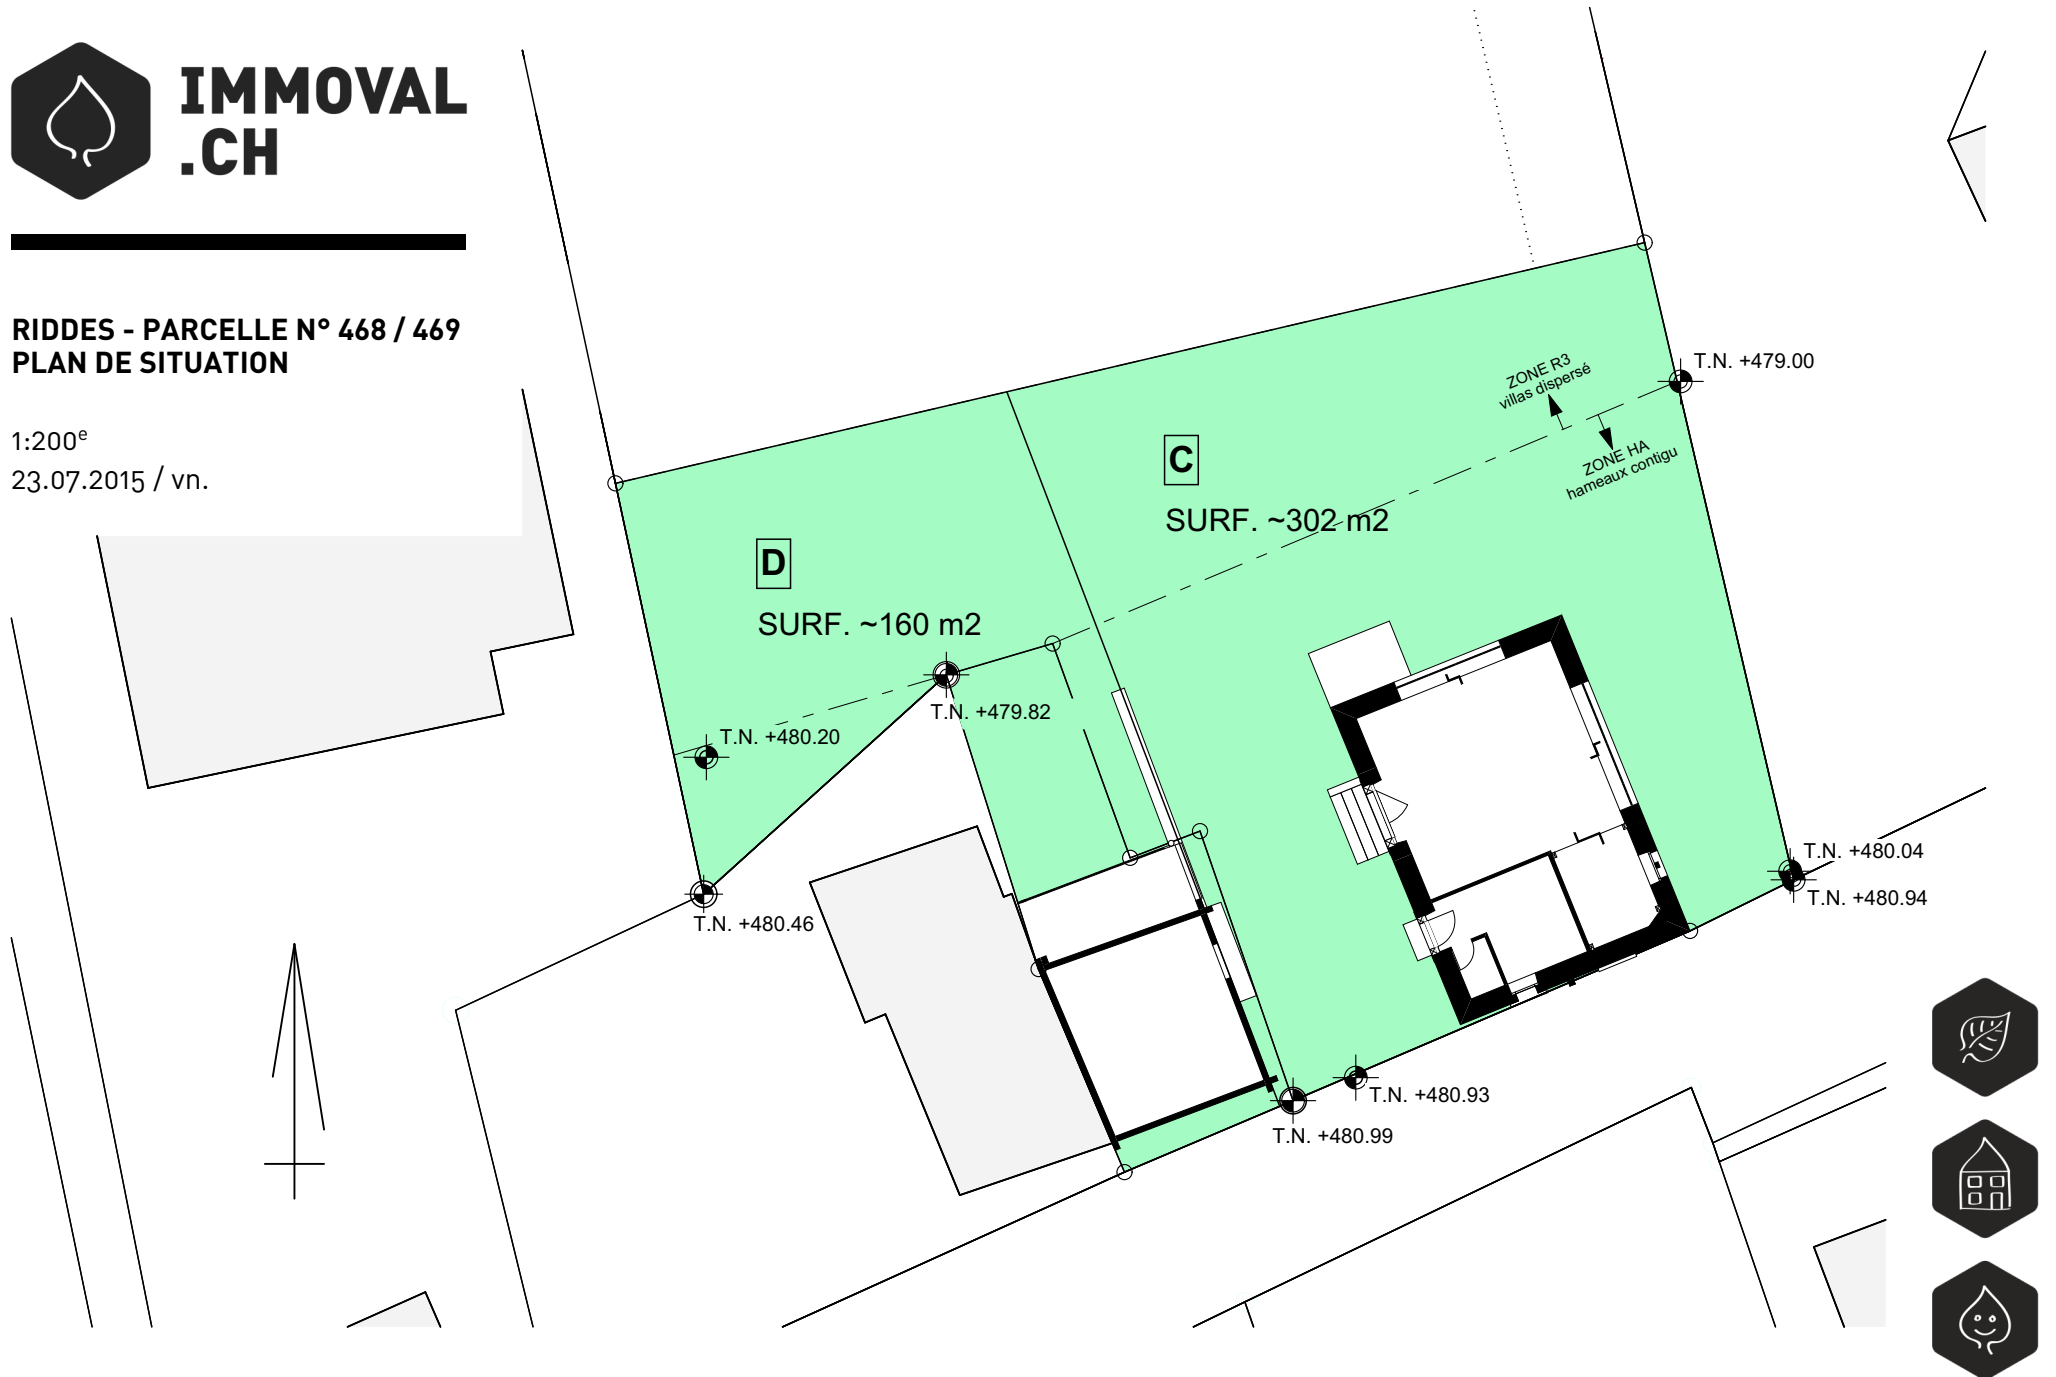 IMMOVAL
.CH
RIDDES - PARCELLE N° 468 / 469
PLAN DE SITUATION
1:200e
23.07.2015 / vn.
ZONE R3
villas dispersé
T.N. +479.00
ZONE HA
hameaux contigu
C
SURF. ~302 m2
D
SURF. ~160 m2
T.N. +479.82
T.N. +480.20
T.N. +480.46
T.N. +480.04
T.N. +480.94
T.N. +480.93
T.N. +480.99